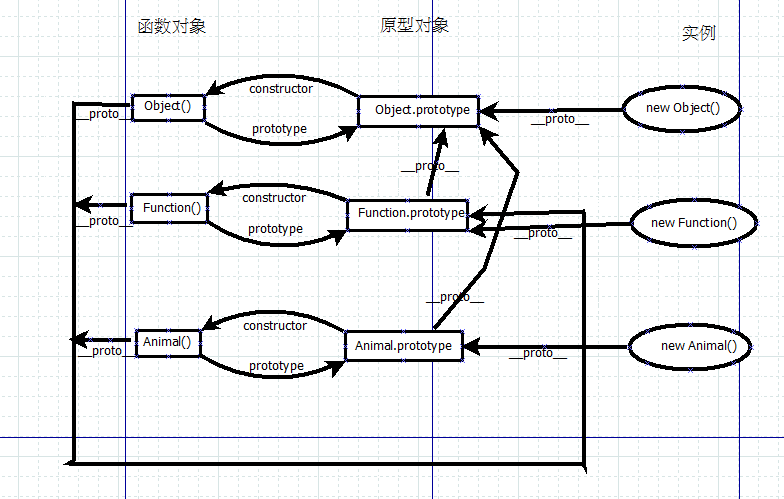 函数对象
原型对象
实例
constructor
Object()
Object.prototype
new Object()
__proto__
__proto__
prototype
__proto__
constructor
Function()
Function.prototype
new Function()
__proto__
prototype
__proto__
__proto__
constructor
Animal()
Animal.prototype
new Animal()
__proto__
__proto__
prototype